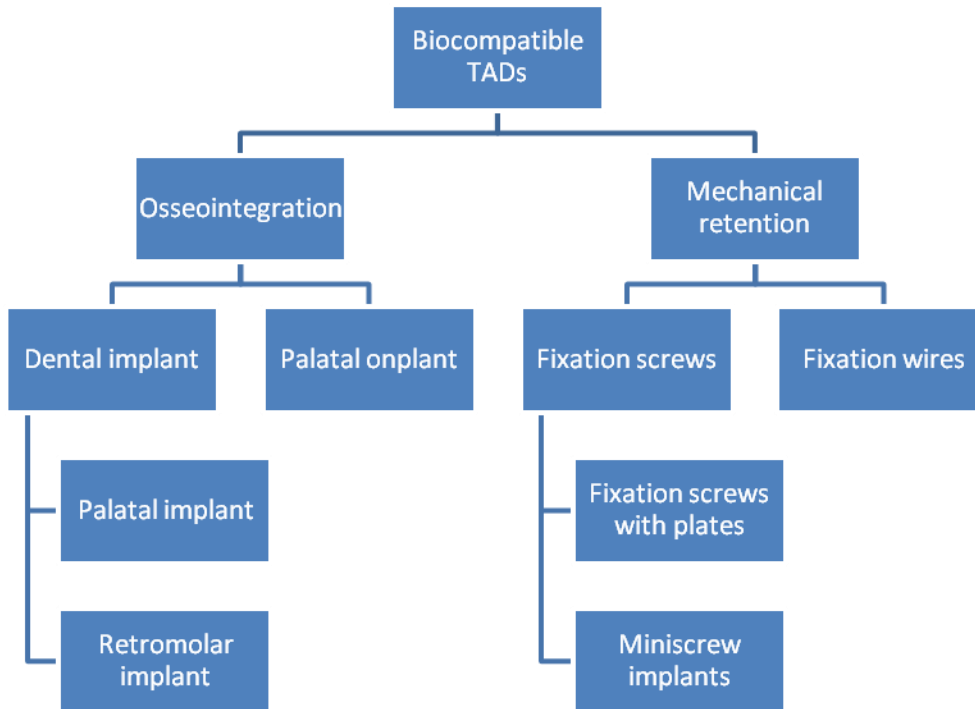 Biocompatible
TADs
Osseointegration
Mechanical
retention
Dental implant
Palatal onplant
Fixation screws
Fixation wires
Palatal implant
Fixation screws
with plates
Retromolar
implant
Miniscrew
implants